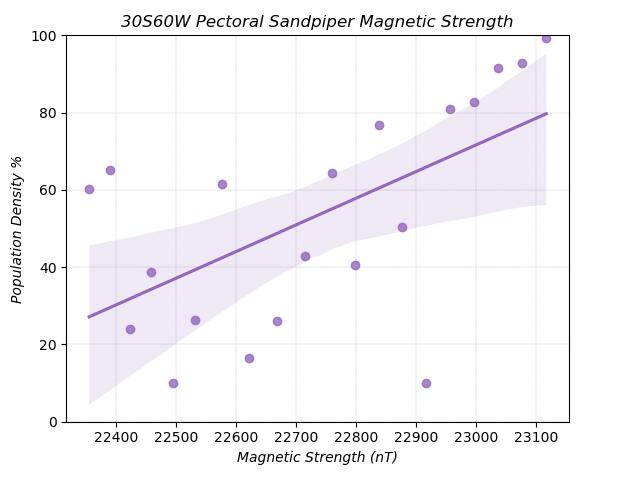 30S60W Pectoral Sandpiper Magnetic Strength
100
80
60
40
20
0
Population Density %
22400 22500 22600 22700 22800 22900 23000 23100
Magnetic Strength (nT)